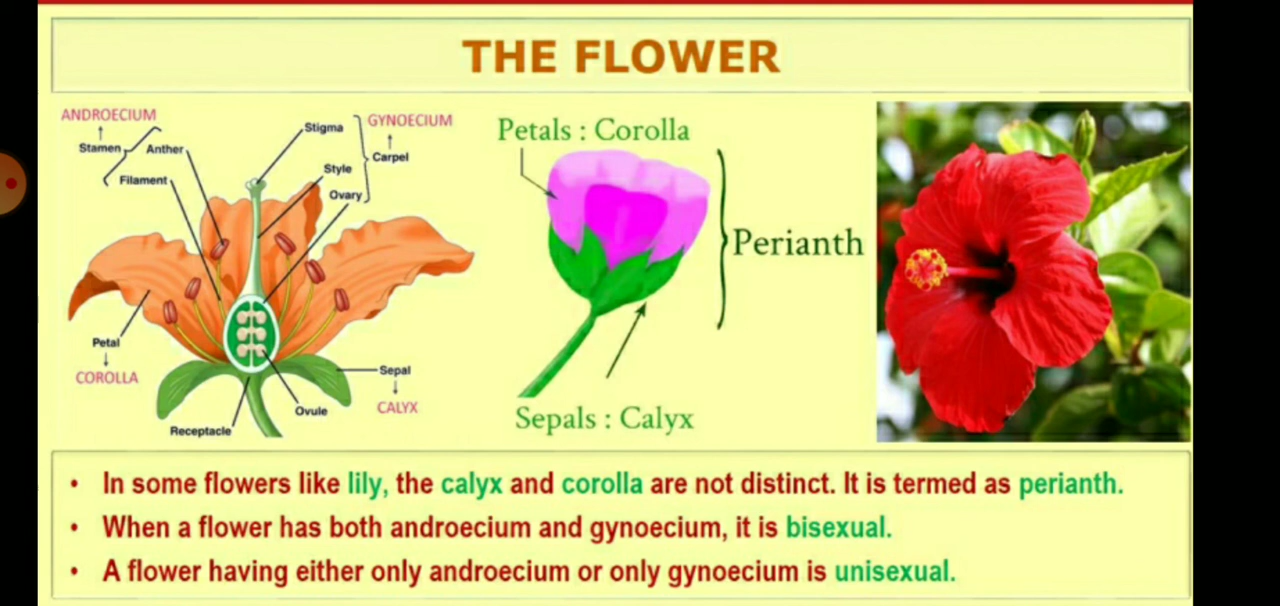 THE FLOWER
ANDROECIUM
Stamen
Anther
Filament
Stigma
GYNOECIUM
Carpel
Style
Ovary
Petal
COROLLA
Sepal
CALYX
Ovule
Receptacle
Petals : Corolla
Perianth
Sepals : Calyx
• In some flowers like lily, the calyx and corolla are not distinct. It is termed as perianth.
• When a flower has both androecium and gynoecium, it is bisexual.
• A flower having either only androecium or only gynoecium is unisexual.